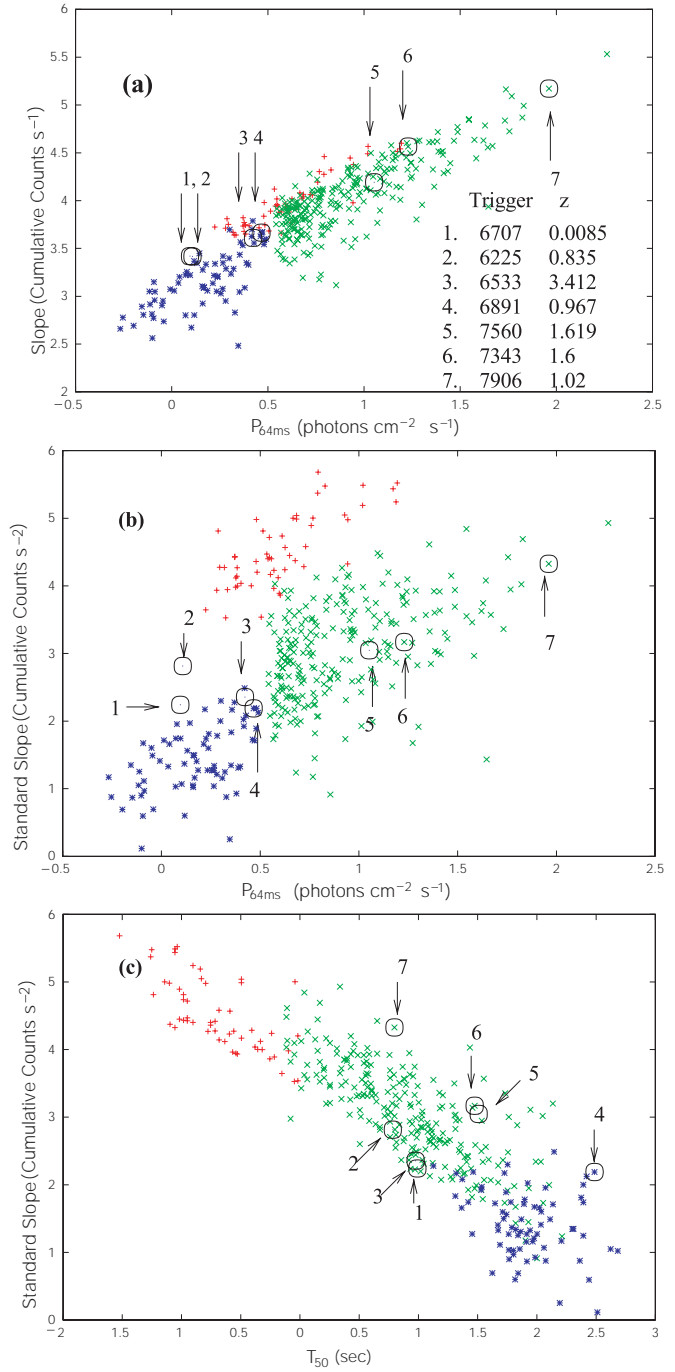 6
5.5
5
4.5
4
3.5
3
2.5
2
Slope (Cumulative Counts s⁻¹)
(a)
1, 2
3 4
5
6
7
Trigger z
1. 6707 0.0085
2. 6225 0.835
3. 6533 3.412
4. 6891 0.967
5. 7560 1.619
6. 7343 1.6
7. 7906 1.02
−0.5 0 0.5 1 1.5 2 2.5
P64ms (photons cm⁻² s⁻¹)
6
5
4
3
2
1
0
Standard Slope (Cumulative Counts s⁻²)
(b)
2
3
1
4
5
6
7
−0.5 0 0.5 1 1.5 2 2.5
P64ms (photons cm⁻² s⁻¹)
6
5
4
3
2
1
0
Standard Slope (Cumulative Counts s⁻²)
(c)
7
6
5
4
2
3
1
−2 1.5 1 0.5 0 0.5 1 1.5 2 2.5 3
T50 (sec)